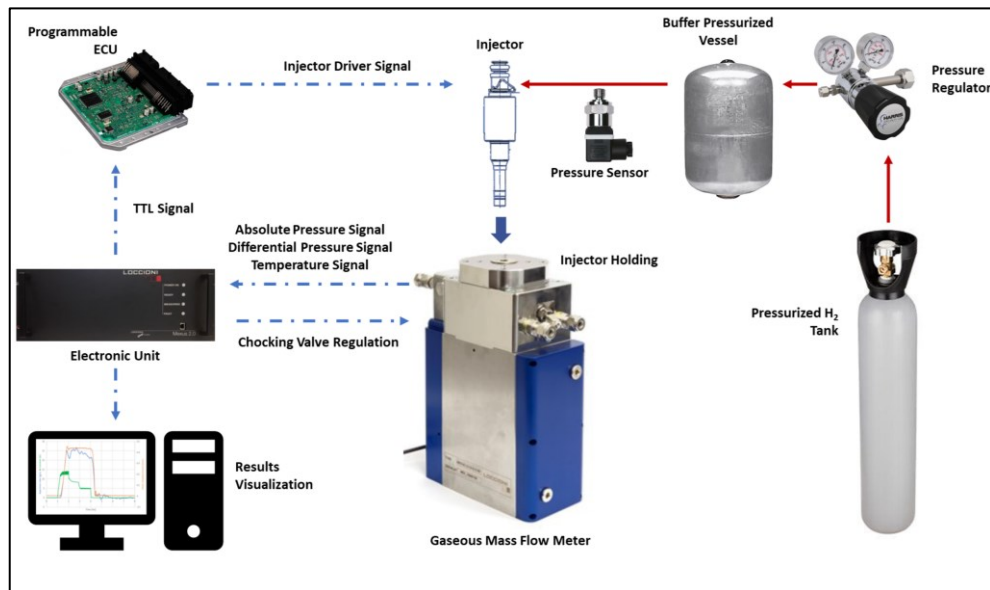 Programmable
ECU
Injector Driver Signal
Injector
Buffer Pressurized
Vessel
Pressure
Regulator
Pressure Sensor
TTL Signal
Absolute Pressure Signal
Differential Pressure Signal
Temperature Signal
Injector Holding
LOCCIONI
Pressurized H₂
Tank
Chocking Valve Regulation
Electronic Unit
Results
Visualization
Gaseous Mass Flow Meter